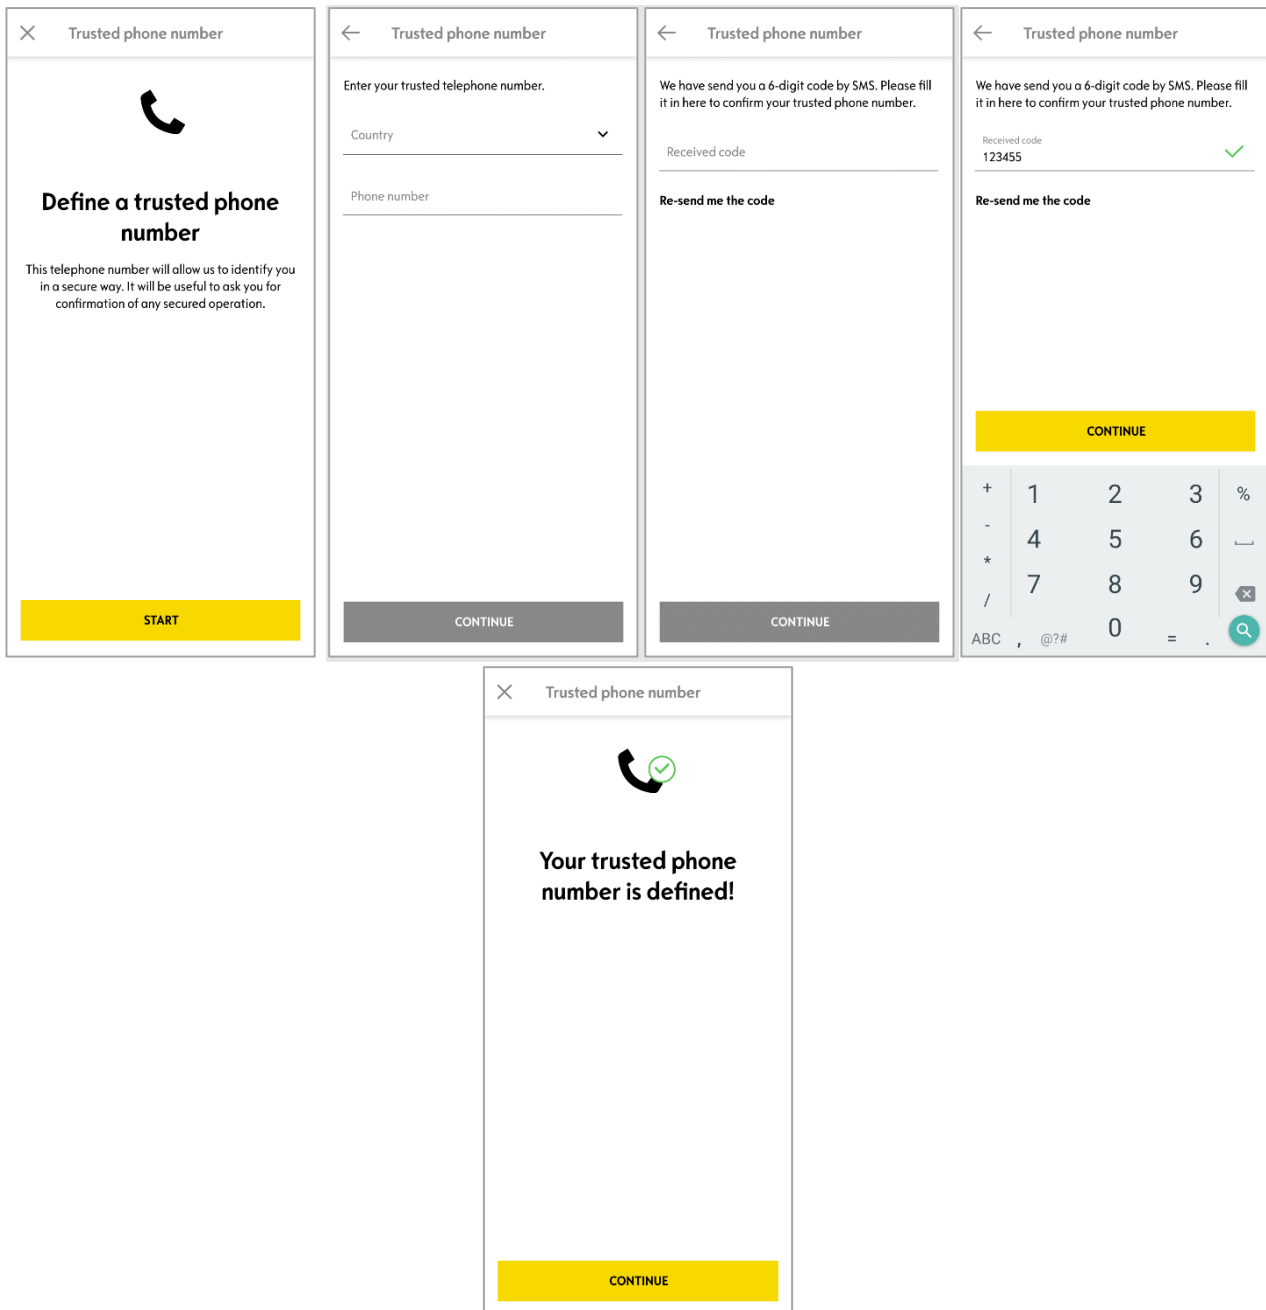 Trusted phone number
Define a trusted phone
number
This telephone number will allow us to identify you
in a secure way. It will be useful to ask you for
confirmation of any secured operation.
START
Trusted phone number
Enter your trusted telephone number.
Country
Phone number
CONTINUE
Trusted phone number
We have send you a 6-digit code by SMS. Please fill
it in here to confirm your trusted phone number.
Received code
Re-send me the code
CONTINUE
Trusted phone number
We have send you a 6-digit code by SMS. Please fill
it in here to confirm your trusted phone number.
Received code
123455
Re-send me the code
CONTINUE
+ 1 2 3 %
- 4 5 6
* 7 8 9
/
ABC , @?# 0 = .
Trusted phone number
Your trusted phone
number is defined!
CONTINUE